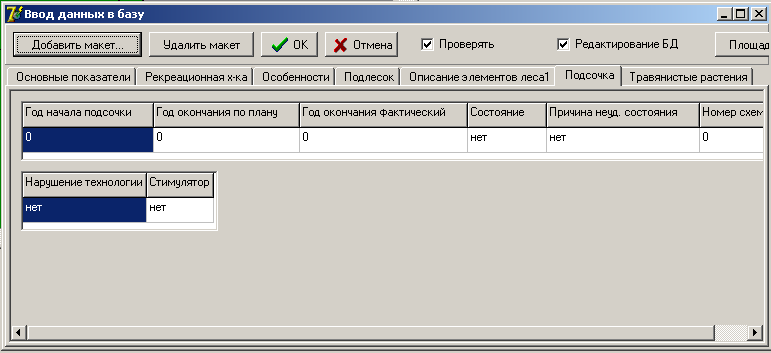 Ввод данных в базу
Добавить макет... Удалить макет OK Отмена Проверять Редактирование БД Площад
Основные показатели Рекреационная х-ка Особенности Подлесок Описание элементов леса1 Подсочка Травянистые растения
Год начала подсочки Год окончания по плану Год окончания фактический Состояние Причина неуд. состояния Номер схем
0 0 0 нет нет 0
Нарушение технологии Стимулятор
нет нет